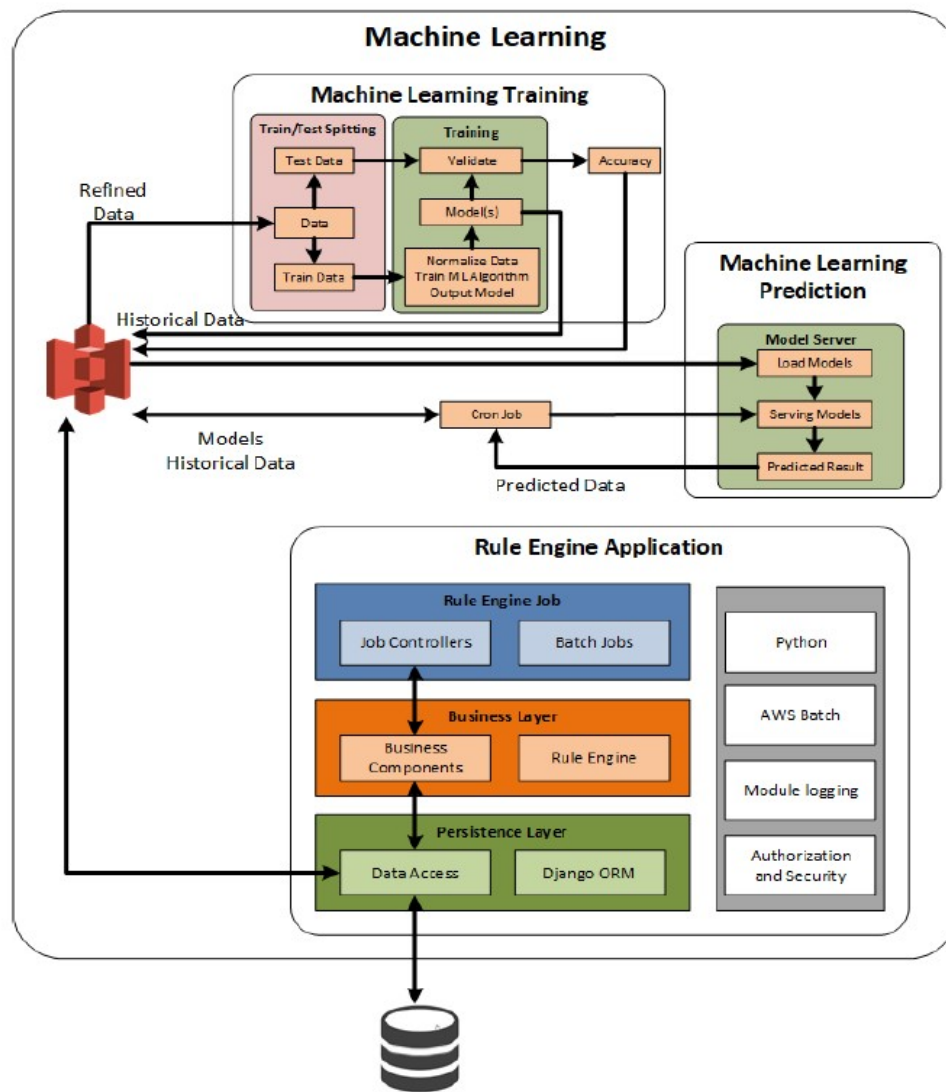 Machine Learning
Machine Learning Training
Train/Test Splitting
Training
Test Data
Validate
Accuracy
Refined
Data
Data
Model(s)
Train Data
Normalize Data
Train ML Algorithm
Output Model
Machine Learning
Prediction
Historical Data
Model Server
Load Models
Cron Job
Serving Models
Models
Historical Data
Predicted Result
Predicted Data
Rule Engine Application
Rule Engine Job
Job Controllers
Batch Jobs
Python
Business Layer
AWS Batch
Business
Components
Rule Engine
Module logging
Persistence Layer
Data Access
Django ORM
Authorization
and Security